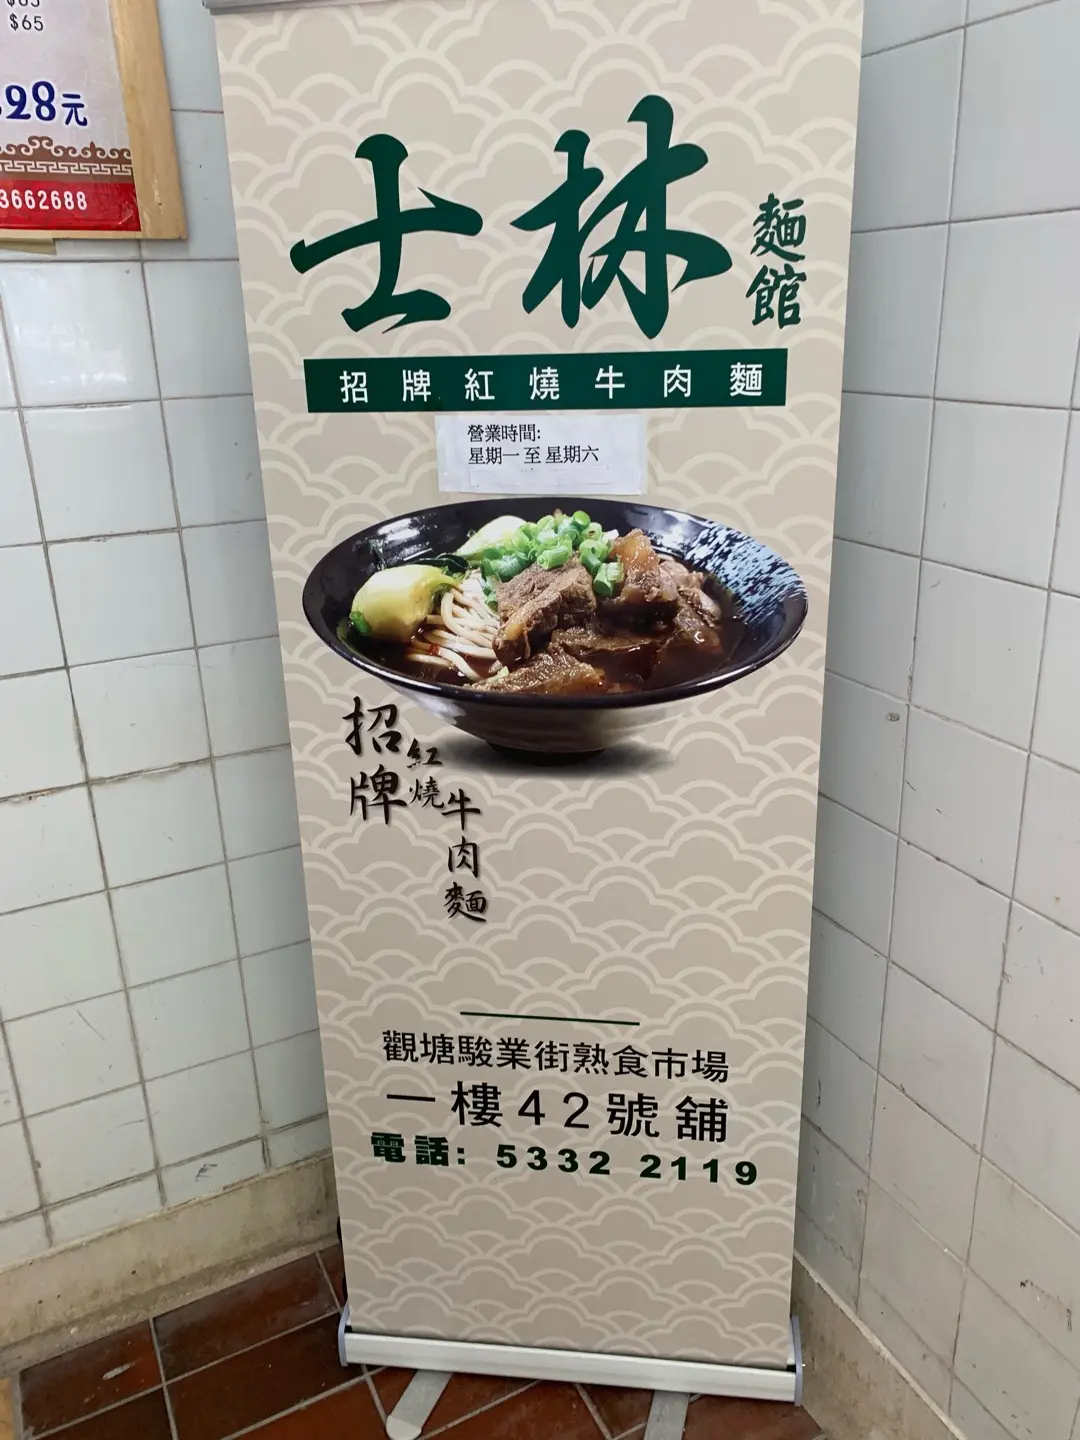 $65
28元
3662688
士林
麵館
招牌紅燒牛肉麵
營業時間:
星期一 至 星期六
招牌
紅燒
牛肉麵
觀塘駿業街熟食市場
一樓42號舖
電話: 5332 2119